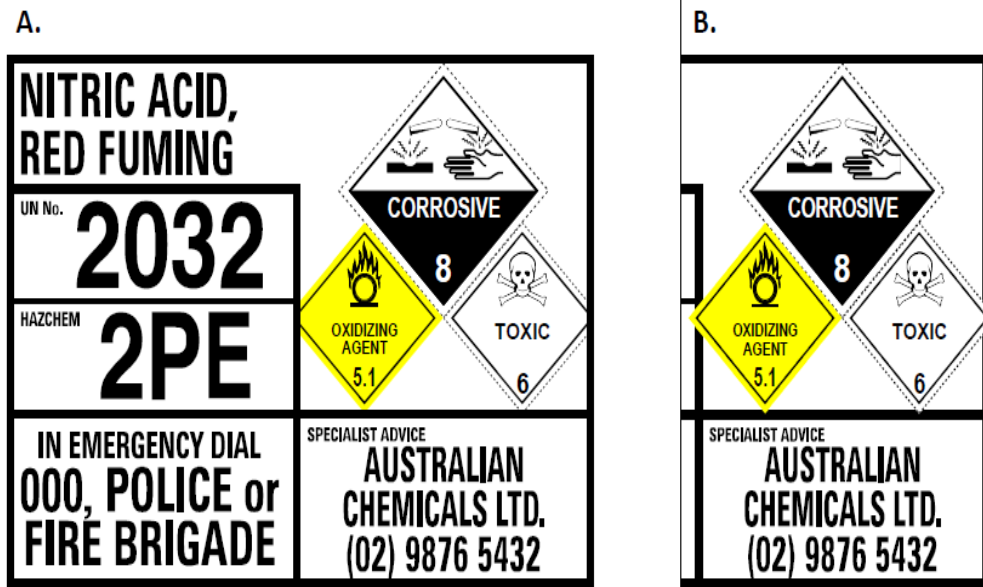 A.
NITRIC ACID,
RED FUMING
UN No. 2032
HAZCHEM 2PE
CORROSIVE
8
OXIDIZING
AGENT
5.1
TOXIC
6
IN EMERGENCY DIAL
000, POLICE or
FIRE BRIGADE
SPECIALIST ADVICE
AUSTRALIAN
CHEMICALS LTD.
(02) 9876 5432
B.
CORROSIVE
8
OXIDIZING
AGENT
5.1
TOXIC
6
SPECIALIST ADVICE
AUSTRALIAN
CHEMICALS LTD.
(02) 9876 5432